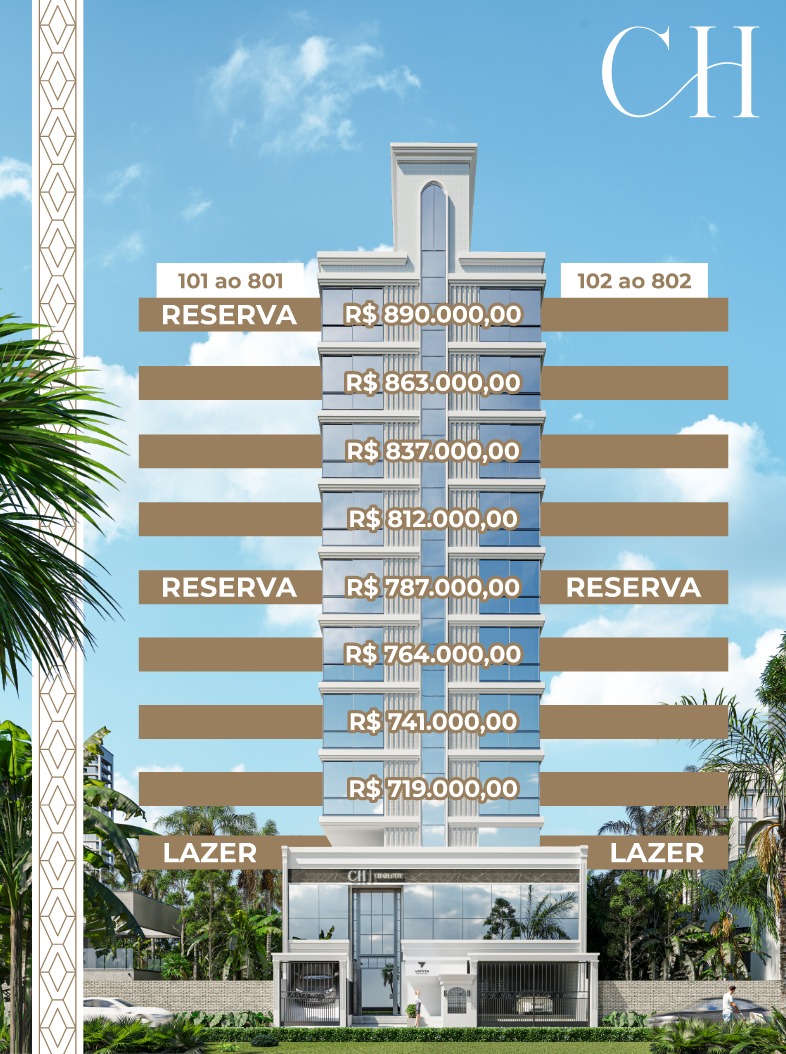 CH
101 ao 801
102 ao 802
RESERVA R$ 890.000,00
R$ 863.000,00
R$ 837.000,00
R$ 812.000,00
RESERVA R$ 787.000,00 RESERVA
R$ 764.000,00
R$ 741.000,00
R$ 719.000,00
LAZER LAZER
CH CHARLOTTE